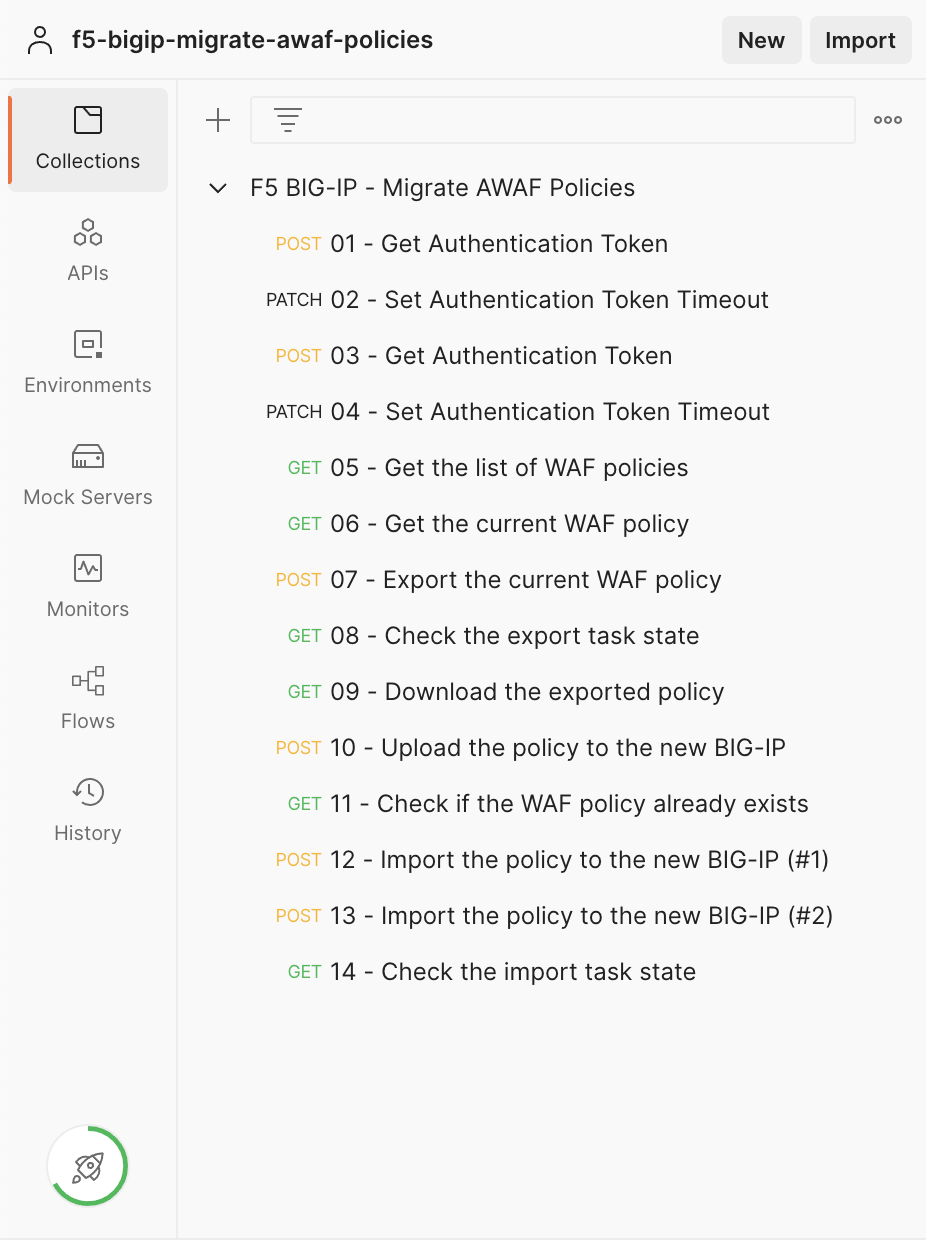 f5-bigip-migrate-awaf-policies
New
Import
Collections
APIs
Environments
Mock Servers
Monitors
Flows
History
F5 BIG-IP - Migrate AWAF Policies
POST 01 - Get Authentication Token
PATCH 02 - Set Authentication Token Timeout
POST 03 - Get Authentication Token
PATCH 04 - Set Authentication Token Timeout
GET 05 - Get the list of WAF policies
GET 06 - Get the current WAF policy
POST 07 - Export the current WAF policy
GET 08 - Check the export task state
GET 09 - Download the exported policy
POST 10 - Upload the policy to the new BIG-IP
GET 11 - Check if the WAF policy already exists
POST 12 - Import the policy to the new BIG-IP (#1)
POST 13 - Import the policy to the new BIG-IP (#2)
GET 14 - Check the import task state